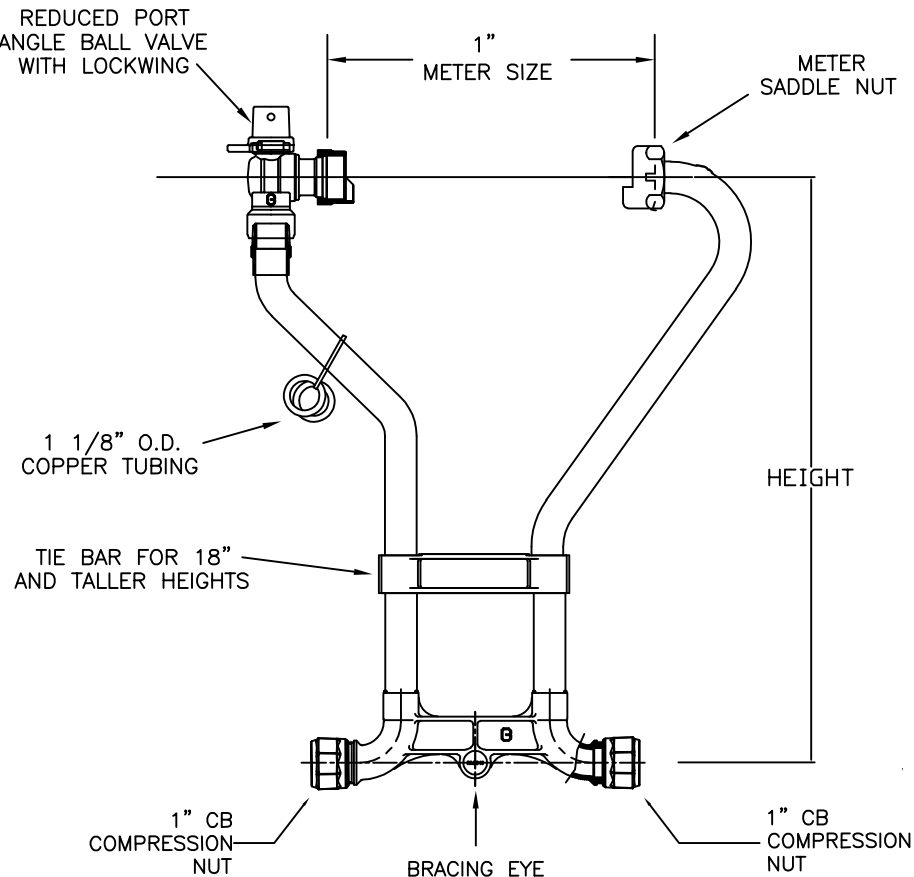 REDUCED PORT
ANGLE BALL VALVE
WITH LOCKWING
1”
METER SIZE
METER
SADDLE NUT
1 1/8” O.D.
COPPER TUBING
HEIGHT
TIE BAR FOR 18”
AND TALLER HEIGHTS
1” CB
COMPRESSION
NUT
BRACING EYE
1” CB
COMPRESSION
NUT